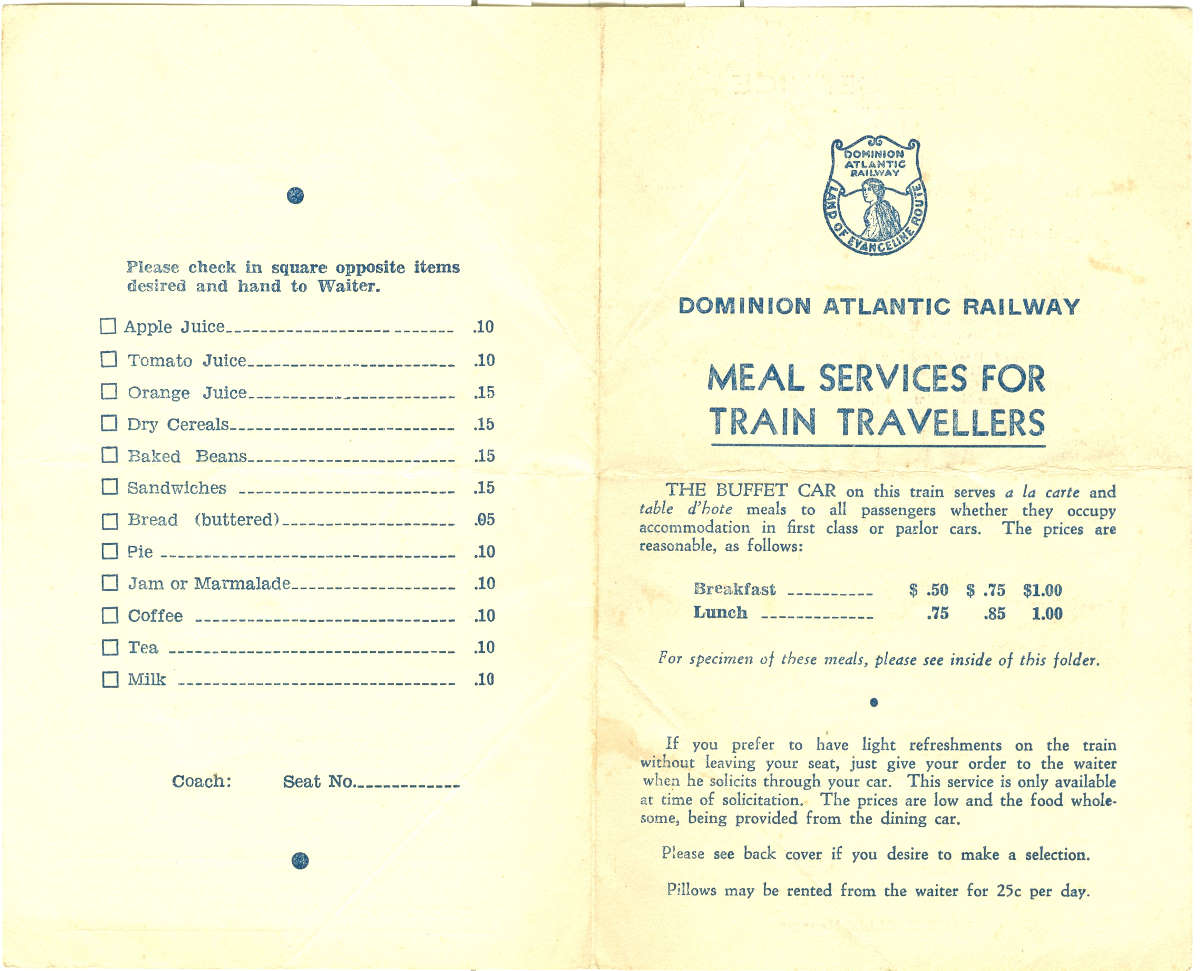 Please check in square opposite items
desired and hand to Waiter.
☐ Apple Juice .10
☐ Tomato Juice .10
☐ Orange Juice .15
☐ Dry Cereals .15
☐ Baked Beans .15
☐ Sandwiches .15
☐ Bread (buttered) .05
☐ Pie .10
☐ Jam or Marmalade .10
☐ Coffee .10
☐ Tea .10
☐ Milk .10
Coach: Seat No.
DOMINION
ATLANTIC
RAILWAY
LAND OF EVANGELINE ROUTE
DOMINION ATLANTIC RAILWAY
MEAL SERVICES FOR
TRAIN TRAVELLERS
THE BUFFET CAR on this train serves a la carte and
table d'hote meals to all passengers whether they occupy
accommodation in first class or parlor cars. The prices are
reasonable, as follows:
Breakfast $ .50 $ .75 $1.00
Lunch .75 .85 1.00
For specimen of these meals, please see inside of this folder.
If you prefer to have light refreshments on the train
without leaving your seat, just give your order to the waiter
when he solicits through your car. This service is only available
at time of solicitation. The prices are low and the food whole-
some, being provided from the dining car.
Please see back cover if you desire to make a selection.
Pillows may be rented from the waiter for 25c per day.